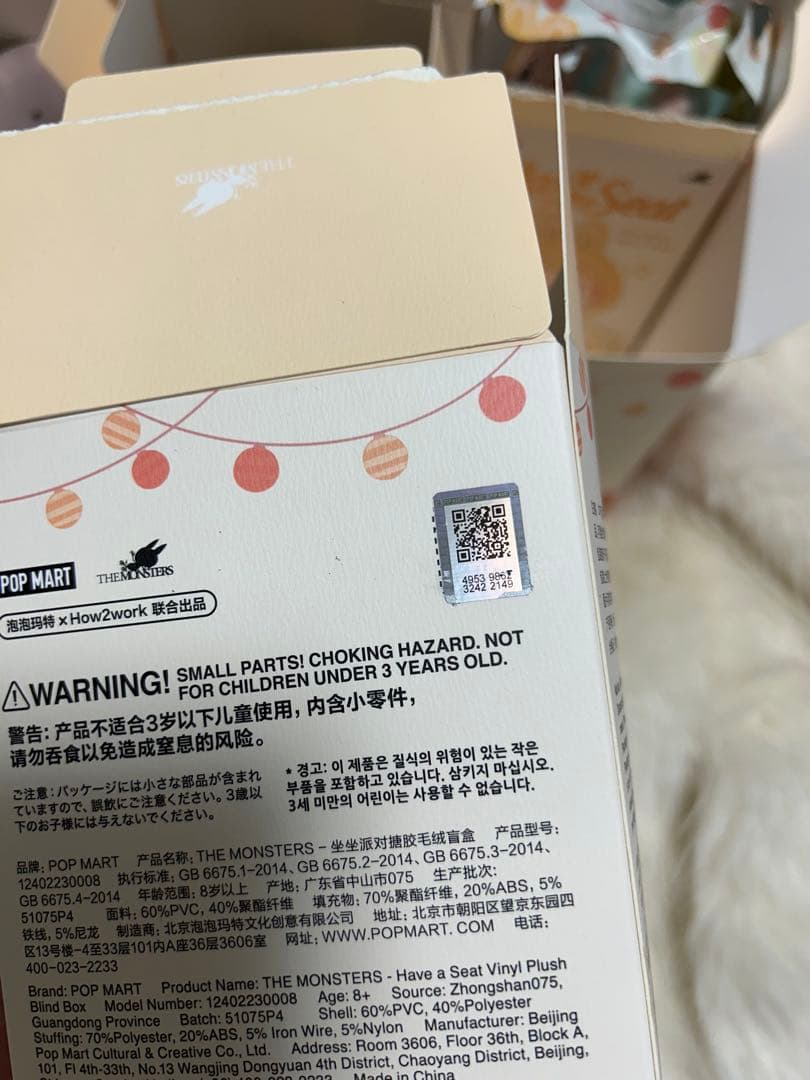 THE MONSTERS
Seat
POP MART
THE MONSTERS
泡泡玛特 × How2work 联合出品
4953 9862
3242 2149
WARNING! SMALL PARTS! CHOKING HAZARD. NOT
FOR CHILDREN UNDER 3 YEARS OLD.
警告: 产品不适合3岁以下儿童使用, 内含小零件,
请勿吞食以免造成窒息的风险。
ご注意: パッケージには小さな部品が含まれ
ていますので、誤飲にご注意ください。3歳以
下のお子様には与えないでください。
* 경고: 이 제품은 질식의 위험이 있는 작은
부품을 포함하고 있습니다. 삼키지 마십시오.
3세 미만의 어린이는 사용할 수 없습니다.
品牌: POP MART 产品名称: THE MONSTERS – 坐坐派对搪胶毛绒盲盒 产品型号:
12402230008 执行标准: GB 6675.1-2014、GB 6675.2-2014、GB 6675.3-2014、
GB 6675.4-2014 年龄范围: 8岁以上 产地: 广东省中山市075 生产批次:
51075P4 面料: 60%PVC, 40%聚酯纤维 填充物: 70%聚酯纤维, 20%ABS, 5%
铁线, 5%尼龙 制造商: 北京泡泡玛特文化创意有限公司 地址: 北京市朝阳区望京东园四
区13号楼-4至33层101内A座36层3606室 网址: WWW.POPMART.COM 电话:
400-023-2233
Brand: POP MART Product Name: THE MONSTERS - Have a Seat Vinyl Plush
Blind Box Model Number: 12402230008 Age: 8+ Source: Zhongshan075,
Guangdong Province Batch: 51075P4 Shell: 60%PVC, 40%Polyester
Stuffing: 70%Polyester, 20%ABS, 5% Iron Wire, 5%Nylon Manufacturer: Beijing
Pop Mart Cultural & Creative Co., Ltd. Address: Room 3606, Floor 36th, Block A,
101, Fl 4th-33th, No.13 Wangjing Dongyuan 4th District, Chaoyang District, Beijing,
Made in China